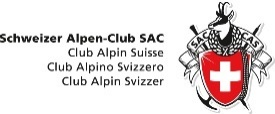 Schweizer Alpen-Club SAC
Club Alpin Suisse
Club Alpino Svizzero
Club Alpin Svizzer
SAC CAS